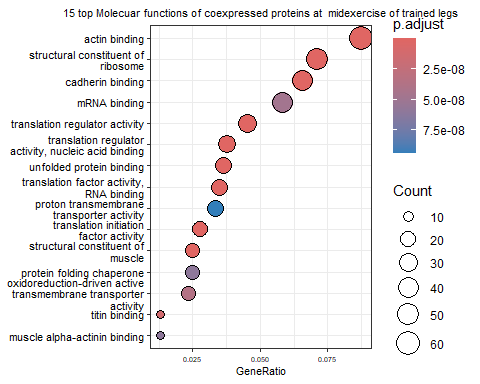 15 top Molecuar functions of coexpressed proteins at midexercise of trained legs
actin binding
structural constituent of
ribosome
cadherin binding
mRNA binding
translation regulator activity
translation regulator
activity, nucleic acid binding
unfolded protein binding
translation factor activity,
RNA binding
proton transmembrane
transporter activity
translation initiation
factor activity
structural constituent of
muscle
protein folding chaperone
oxidoreduction-driven active
transmembrane transporter
activity
titin binding
muscle alpha-actinin binding
0.025
0.050
0.075
GeneRatio
p.adjust
2.5e-08
5.0e-08
7.5e-08
Count
10
20
30
40
50
60